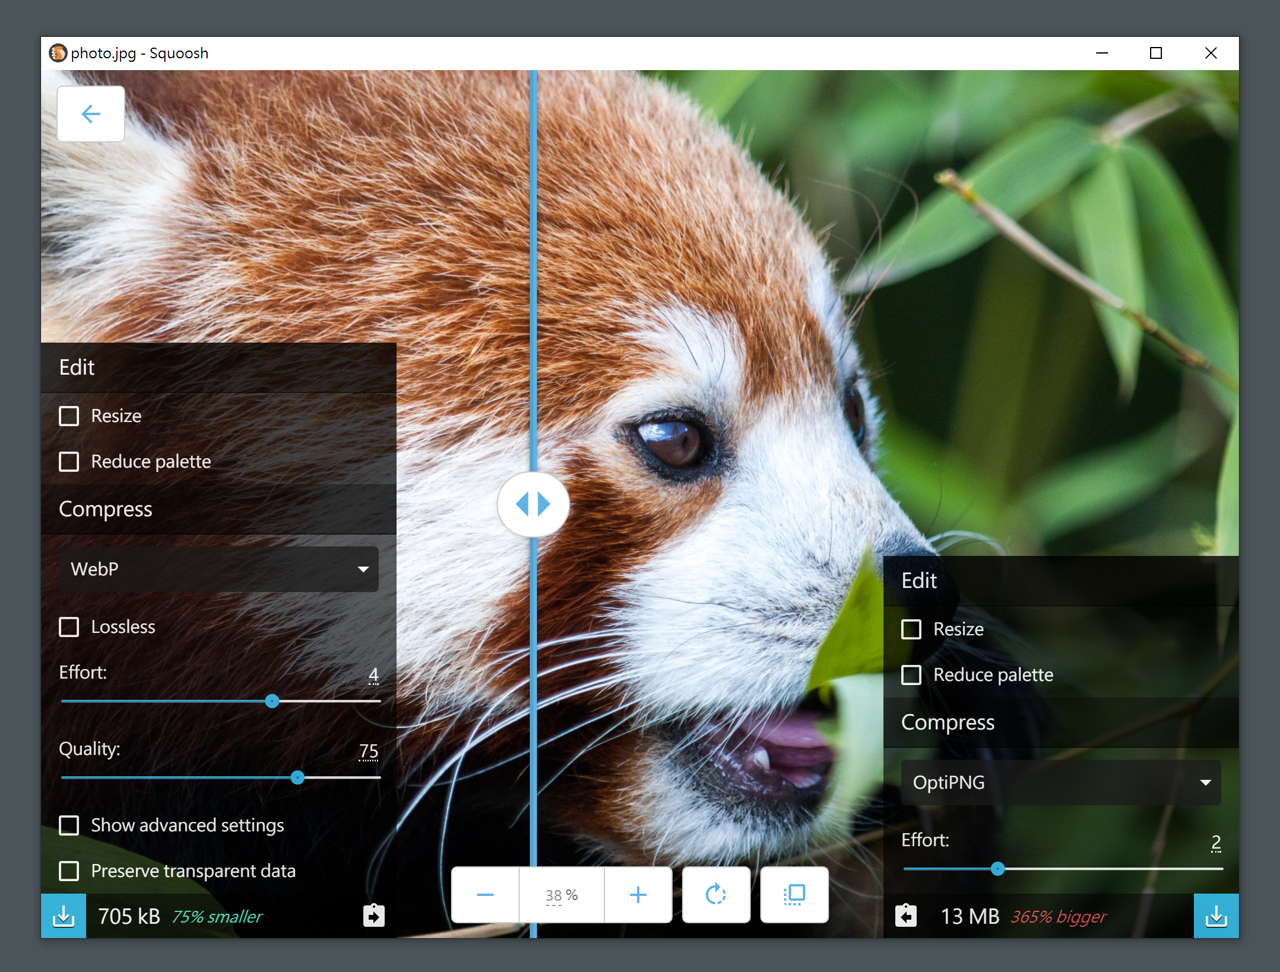 photo.jpg - Squoosh
Edit
Resize
Reduce palette
Compress
WebP
Lossless
Effort: 4
Quality: 75
Show advanced settings
Preserve transparent data
705 kB 75% smaller
38 %
Edit
Resize
Reduce palette
Compress
OptiPNG
Effort: 2
13 MB 365% bigger